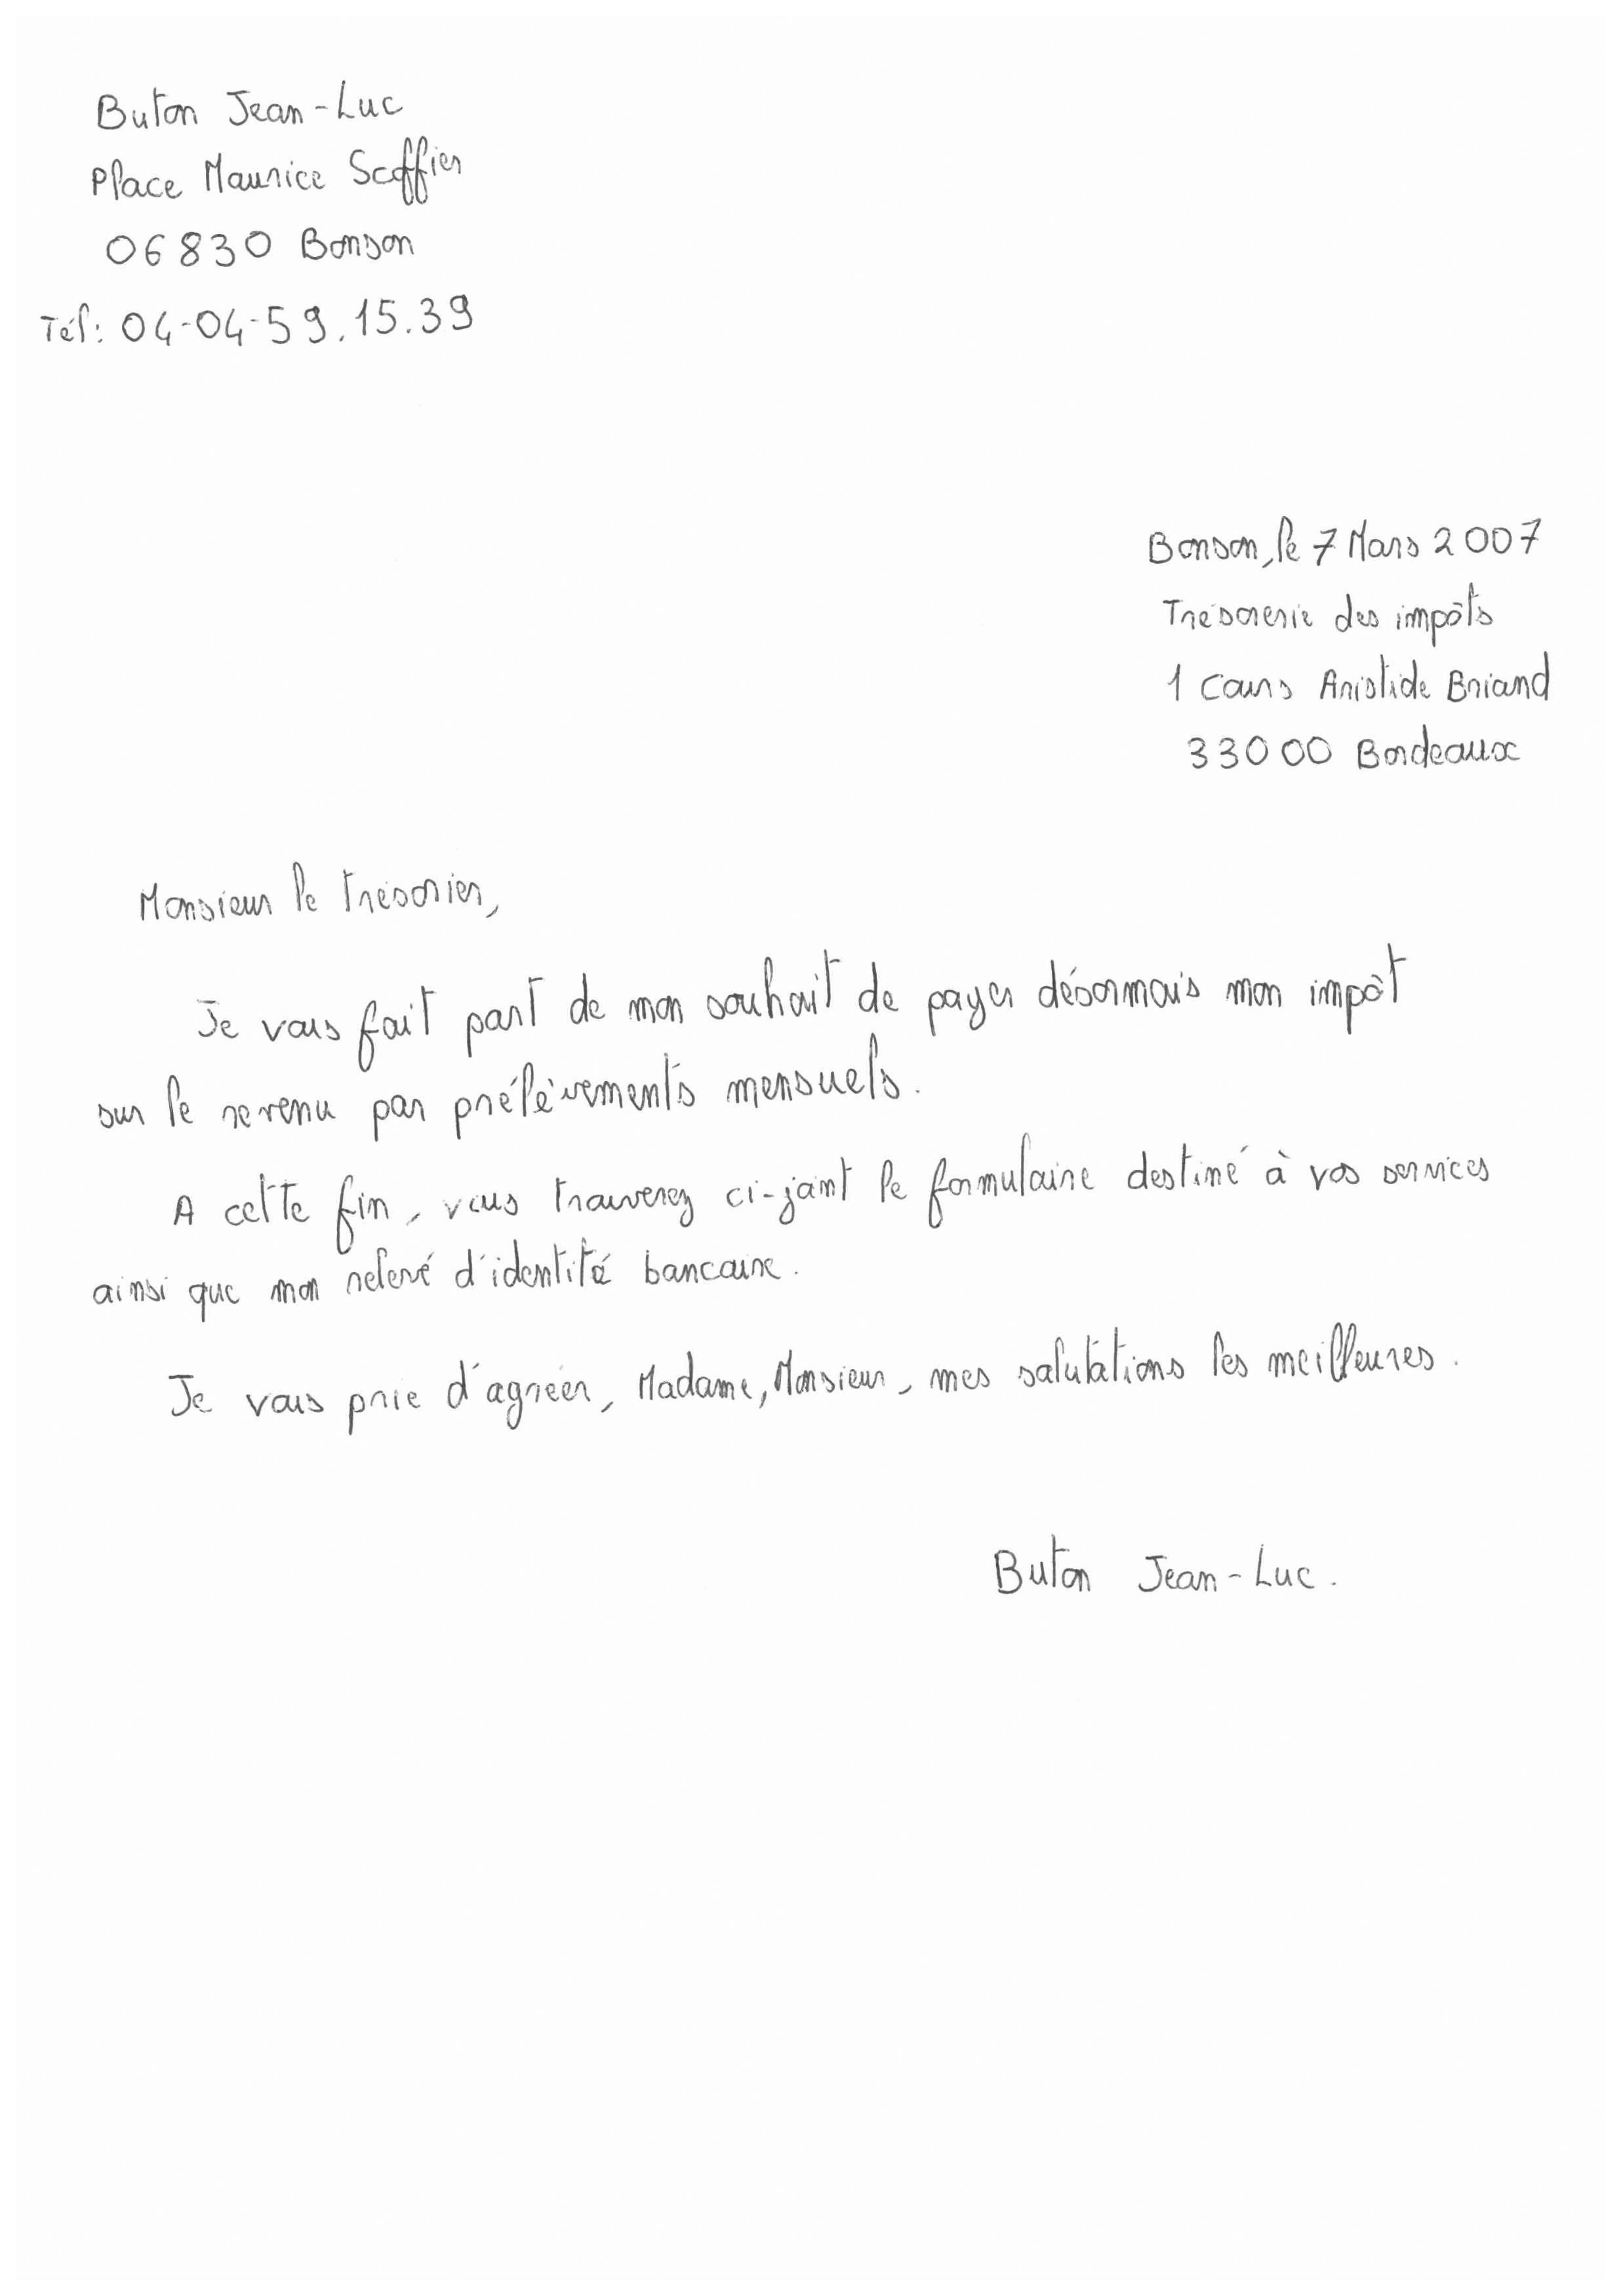 Buton Jean-Luc
Place Maurice Scoffier
06830 Bonson
Tél: 04-04-59.15.39
Bonson, le 7 Mars 2007
Trésorerie des impôts
1 Cours Aristide Briand
33000 Bordeaux
Monsieur le trésorier,
Je vous fait part de mon souhait de payer désormais mon impôt
sur le revenu par prélèvements mensuels.
A cette fin, vous trouverez ci-joint le formulaire destiné à vos services
ainsi que mon relevé d'identité bancaire.
Je vous prie d'agréer, Madame, Monsieur, mes salutations les meilleures.
Buton Jean-Luc.